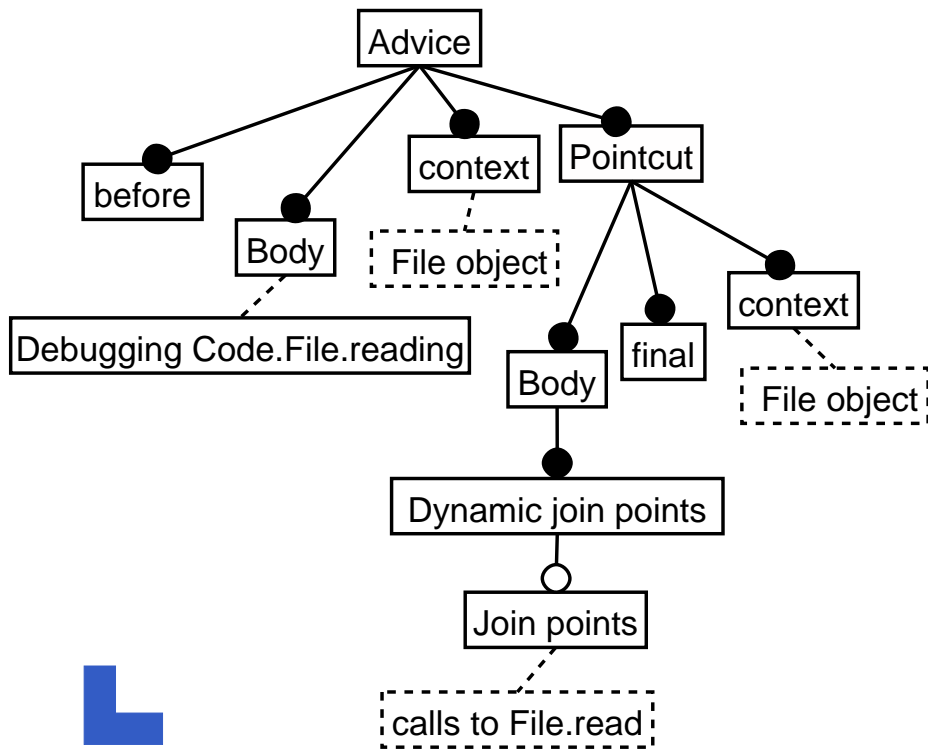 Advice
before
Body
context
Pointcut
File object
Debugging Code.File.reading
Body
final
context
File object
Dynamic join points
Join points
calls to File.read